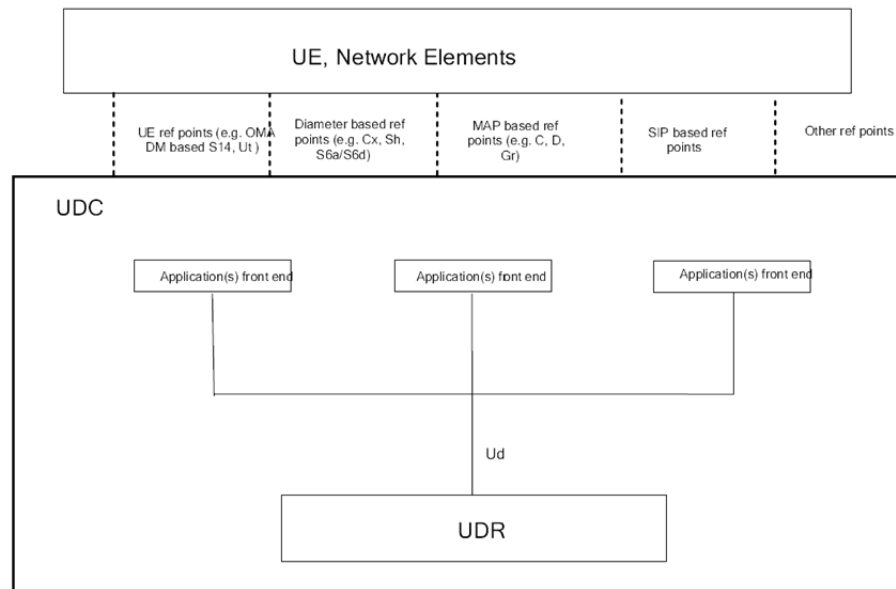 UE, Network Elements
UE ref points (e.g. OMA
DM based S14, Ut )
Diameter based ref
points (e.g. Cx, Sh,
S6a/S6d)
MAP based ref
points (e.g. C, D,
Gr)
SIP based ref
points
Other ref points
UDC
Application(s) front end
Application(s) front end
Application(s) front end
Ud
UDR